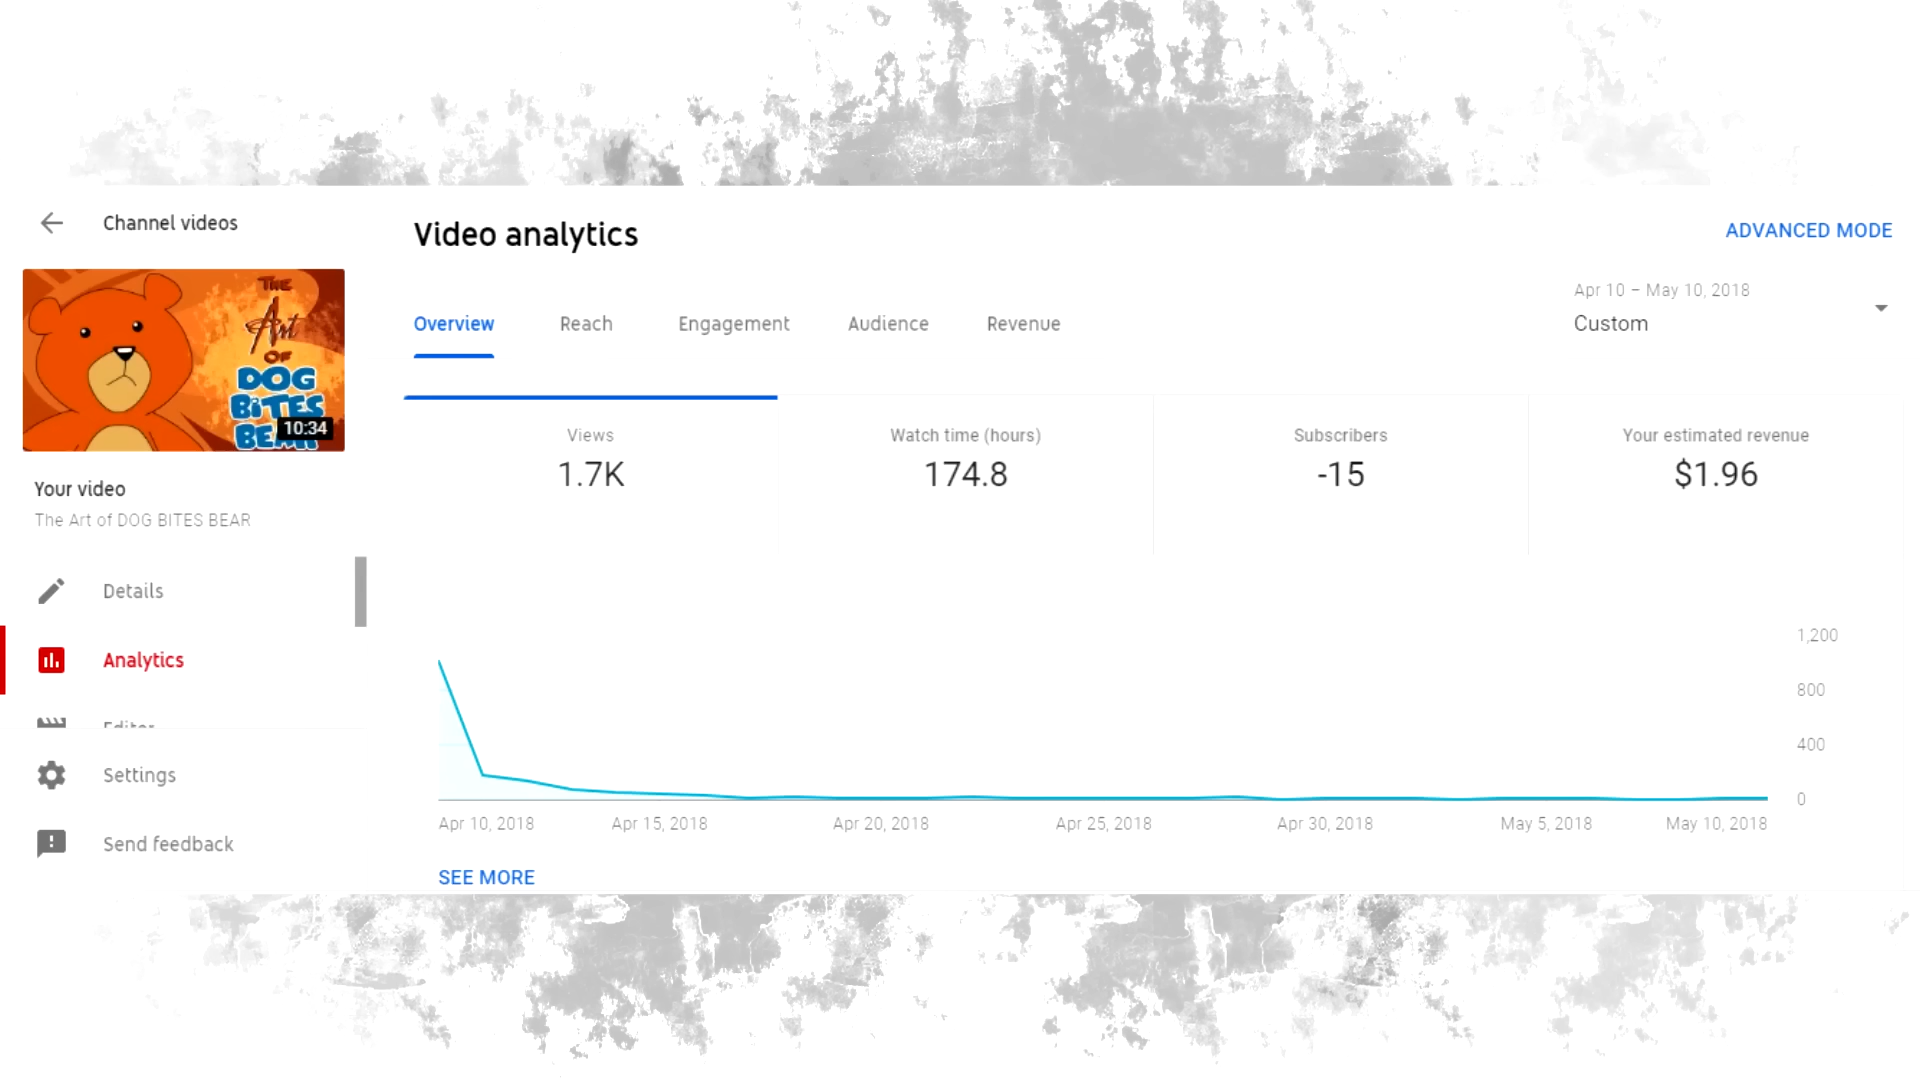 Channel videos
THE
Art
OF
DOG
BITES
BEAR
10:34
Your video
The Art of DOG BITES BEAR
Details
Analytics
Editor
Settings
Send feedback
Video analytics
ADVANCED MODE
Overview Reach Engagement Audience Revenue
Apr 10 – May 10, 2018
Custom
Views
1.7K
Watch time (hours)
174.8
Subscribers
-15
Your estimated revenue
$1.96
1,200
800
400
0
Apr 10, 2018 Apr 15, 2018 Apr 20, 2018 Apr 25, 2018 Apr 30, 2018 May 5, 2018 May 10, 2018
SEE MORE